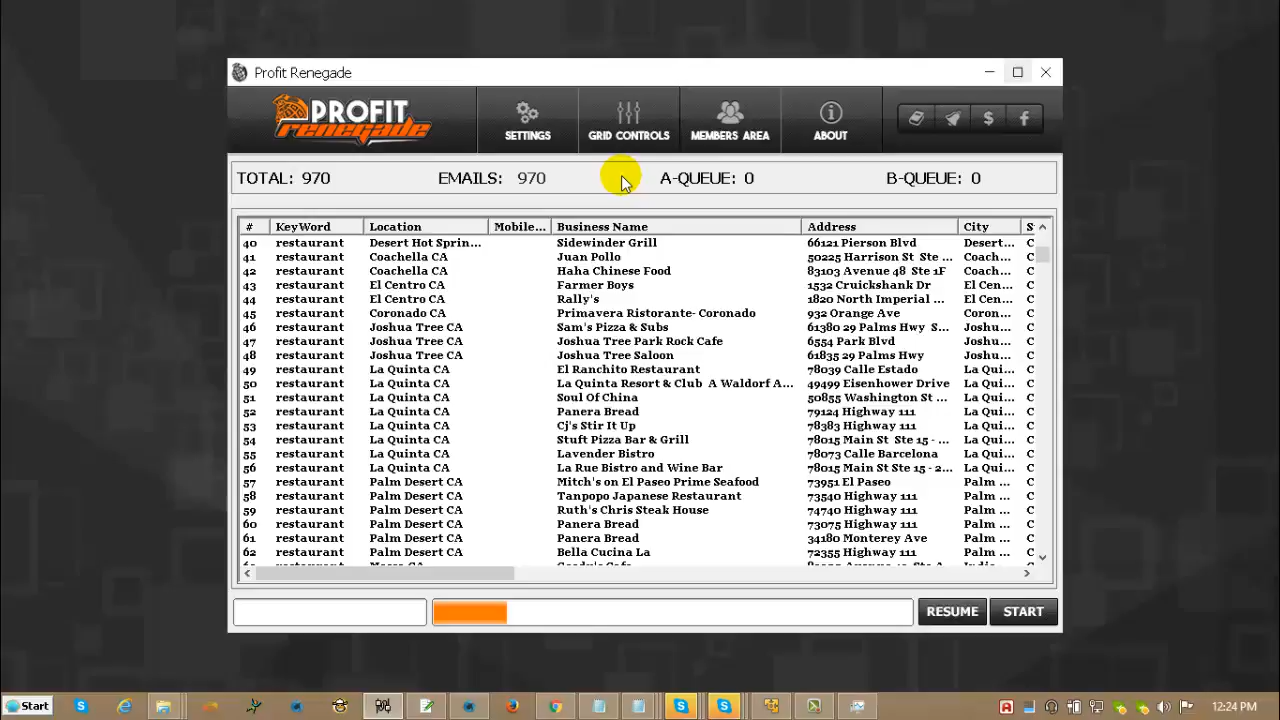 Profit Renegade
PROFIT renegade SETTINGS GRID CONTROLS MEMBERS AREA ABOUT $ f
TOTAL: 970 EMAILS: 970 A-QUEUE: 0 B-QUEUE: 0
# KeyWord Location Mobile... Business Name Address City S
40 restaurant Desert Hot Sprin... Sidewinder Grill 66121 Pierson Blvd Desert... C
41 restaurant Coachella CA Juan Pollo 50225 Harrison St Ste ... Coach... C
42 restaurant Coachella CA Haha Chinese Food 83103 Avenue 48 Ste 1F Coach... C
43 restaurant El Centro CA Farmer Boys 1532 Cruickshank Dr El Cen... C
44 restaurant El Centro CA Rally's 1820 North Imperial ... El Cen... C
45 restaurant Coronado CA Primavera Ristorante- Coronado 932 Orange Ave Coron... C
46 restaurant Joshua Tree CA Sam's Pizza & Subs 61380 29 Palms Hwy S... Joshu... C
47 restaurant Joshua Tree CA Joshua Tree Park Rock Cafe 6554 Park Blvd Joshu... C
48 restaurant Joshua Tree CA Joshua Tree Saloon 61835 29 Palms Hwy Joshu... C
49 restaurant La Quinta CA El Ranchito Restaurant 78039 Calle Estado La Qui... C
50 restaurant La Quinta CA La Quinta Resort & Club A Waldorf A... 49499 Eisenhower Drive La Qui... C
51 restaurant La Quinta CA Soul Of China 50855 Washington St ... La Qui... C
52 restaurant La Quinta CA Panera Bread 79124 Highway 111 La Qui... C
53 restaurant La Quinta CA Cj's Stir It Up 78383 Highway 111 La Qui... C
54 restaurant La Quinta CA Stuft Pizza Bar & Grill 78015 Main St Ste 15 - ... La Qui... C
55 restaurant La Quinta CA Lavender Bistro 78073 Calle Barcelona La Qui... C
56 restaurant La Quinta CA La Rue Bistro and Wine Bar 78015 Main St Ste 15 - 2... La Qui... C
57 restaurant Palm Desert CA Mitch's on El Paseo Prime Seafood 73951 El Paseo Palm ... C
58 restaurant Palm Desert CA Tanpopo Japanese Restaurant 73540 Highway 111 Palm ... C
59 restaurant Palm Desert CA Ruth's Chris Steak House 74740 Highway 111 Palm ... C
60 restaurant Palm Desert CA Panera Bread 73075 Highway 111 Palm ... C
61 restaurant Palm Desert CA Panera Bread 34180 Monterey Ave Palm ... C
62 restaurant Palm Desert CA Bella Cucina La 72355 Highway 111 Palm ... C
RESUME START
Start 12:24 PM